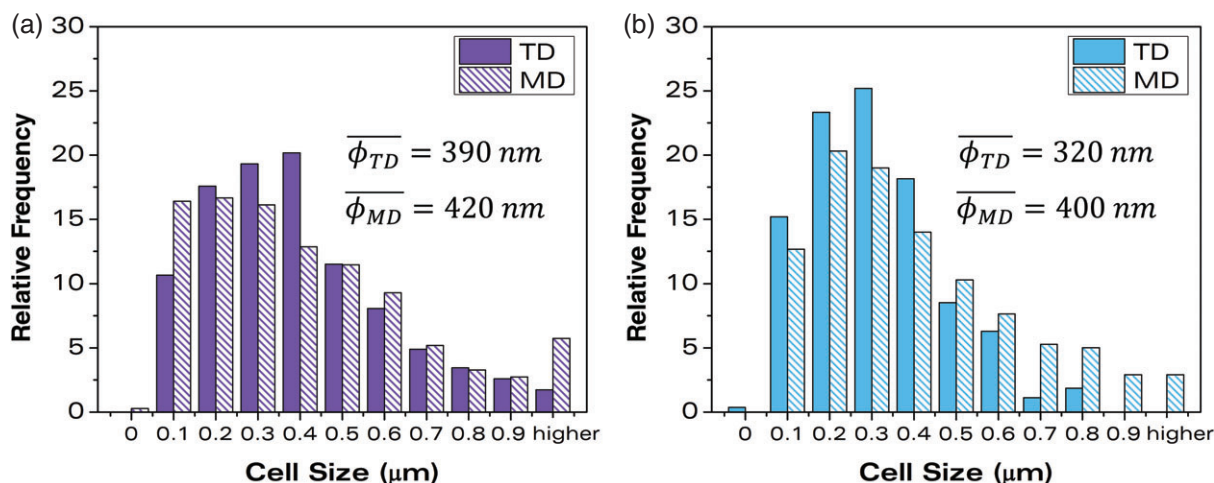 (a)
30
25
20
15
10
5
0
Relative Frequency
TD
MD
ϕ_TD = 390 nm
ϕ_MD = 420 nm
0 0.1 0.2 0.3 0.4 0.5 0.6 0.7 0.8 0.9 higher
Cell Size (μm)
(b)
30
25
20
15
10
5
0
Relative Frequency
TD
MD
ϕ_TD = 320 nm
ϕ_MD = 400 nm
0 0.1 0.2 0.3 0.4 0.5 0.6 0.7 0.8 0.9 higher
Cell Size (μm)